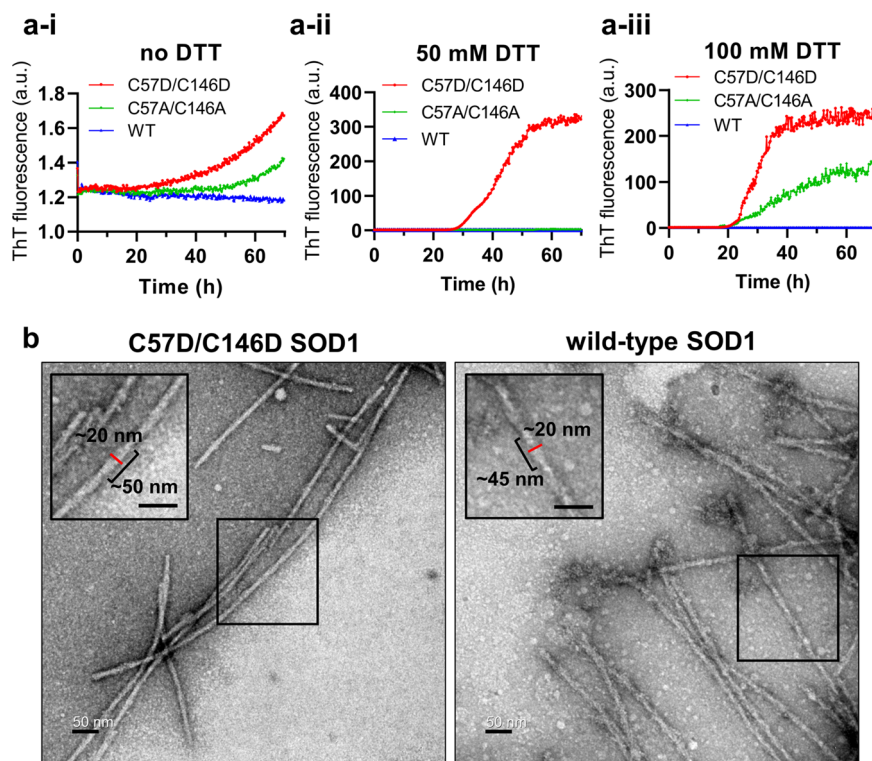 a-i
no DTT
ThT fluorescence (a.u.)
1.8
1.6
1.4
1.2
1.0
C57D/C146D
C57A/C146A
WT
0 20 40 60
Time (h)
a-ii
50 mM DTT
ThT fluorescence (a.u.)
400
300
200
100
0
C57D/C146D
C57A/C146A
WT
0 20 40 60
Time (h)
a-iii
100 mM DTT
ThT fluorescence (a.u.)
300
200
100
0
C57D/C146D
C57A/C146A
WT
0 20 40 60
Time (h)
b
C57D/C146D SOD1
~20 nm
~50 nm
50 nm
wild-type SOD1
~20 nm
~45 nm
50 nm